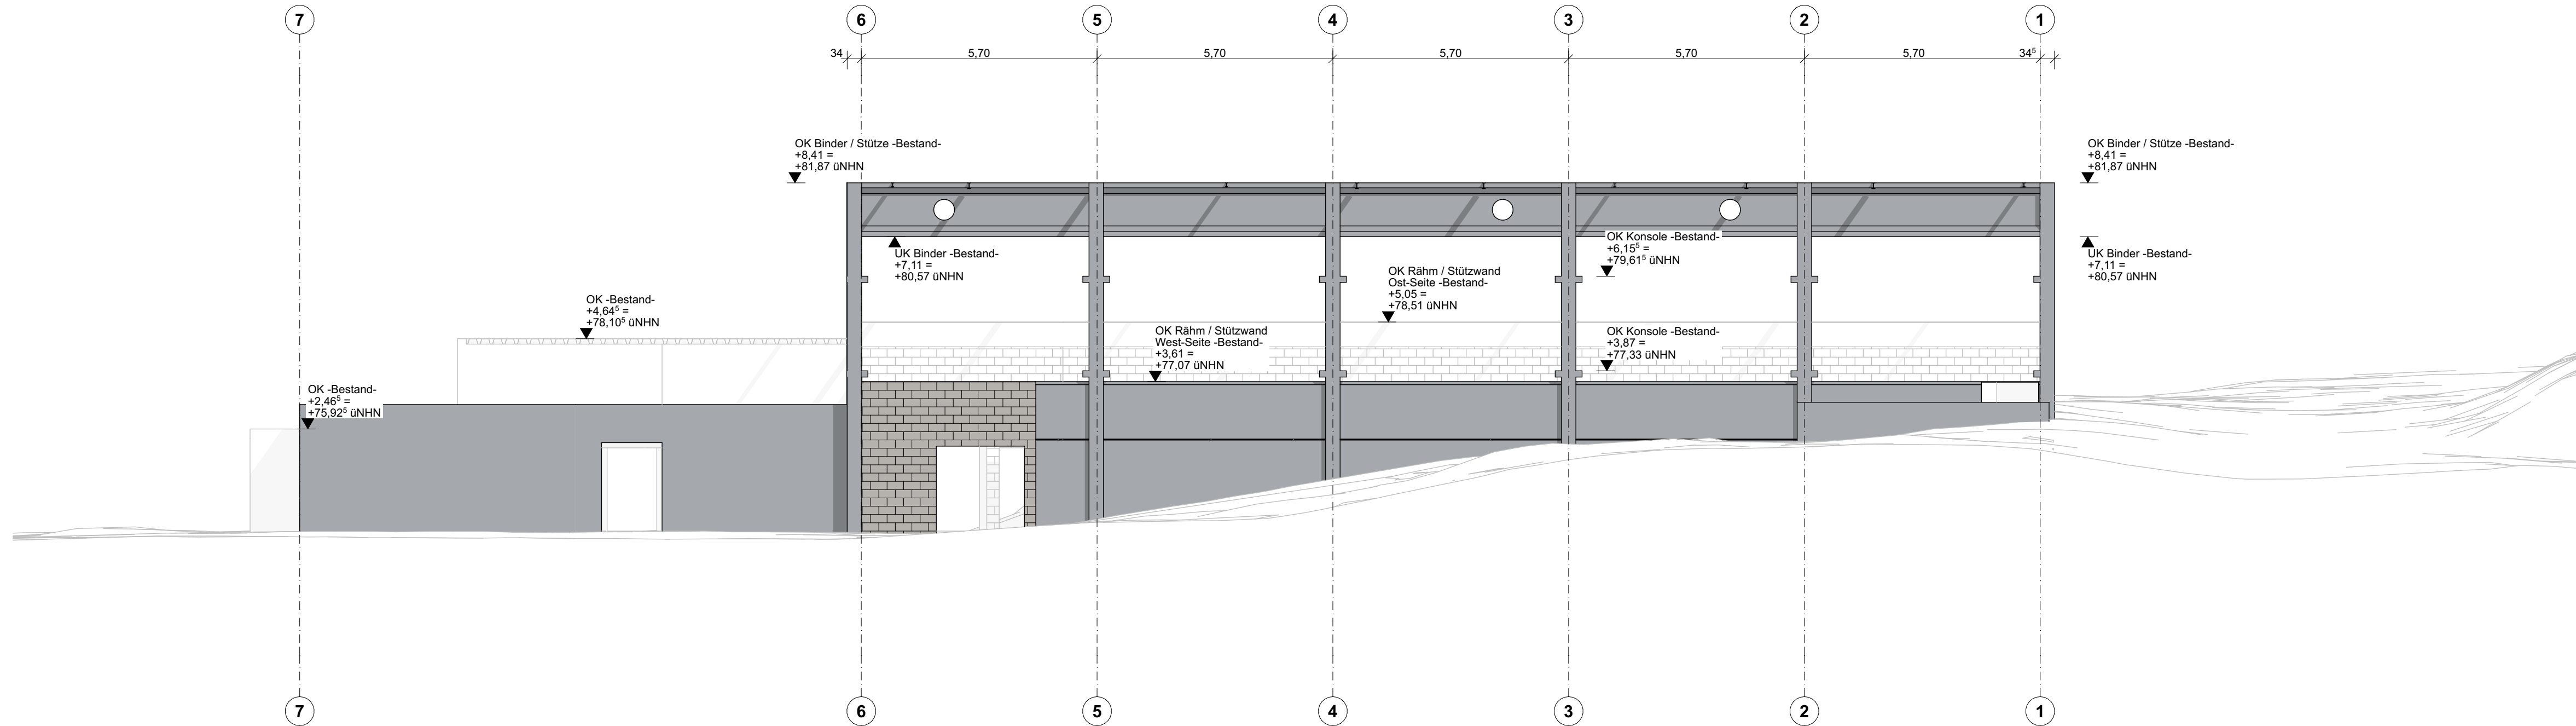 7
6
5
4
3
2
1
34
5,70
5,70
5,70
5,70
5,70
34⁵
OK Binder / Stütze -Bestand-
+8,41 =
+81,87 üNHN
OK Binder / Stütze -Bestand-
+8,41 =
+81,87 üNHN
UK Binder -Bestand-
+7,11 =
+80,57 üNHN
OK Konsole -Bestand-
+6,15⁵ =
+79,61⁵ üNHN
UK Binder -Bestand-
+7,11 =
+80,57 üNHN
OK Rähm / Stützwand
Ost-Seite -Bestand-
+5,05 =
+78,51 üNHN
OK -Bestand-
+4,64⁵ =
+78,10⁵ üNHN
OK Rähm / Stützwand
West-Seite -Bestand-
+3,61 =
+77,07 üNHN
OK Konsole -Bestand-
+3,87 =
+77,33 üNHN
OK -Bestand-
+2,46⁵ =
+75,92⁵ üNHN
7
6
5
4
3
2
1